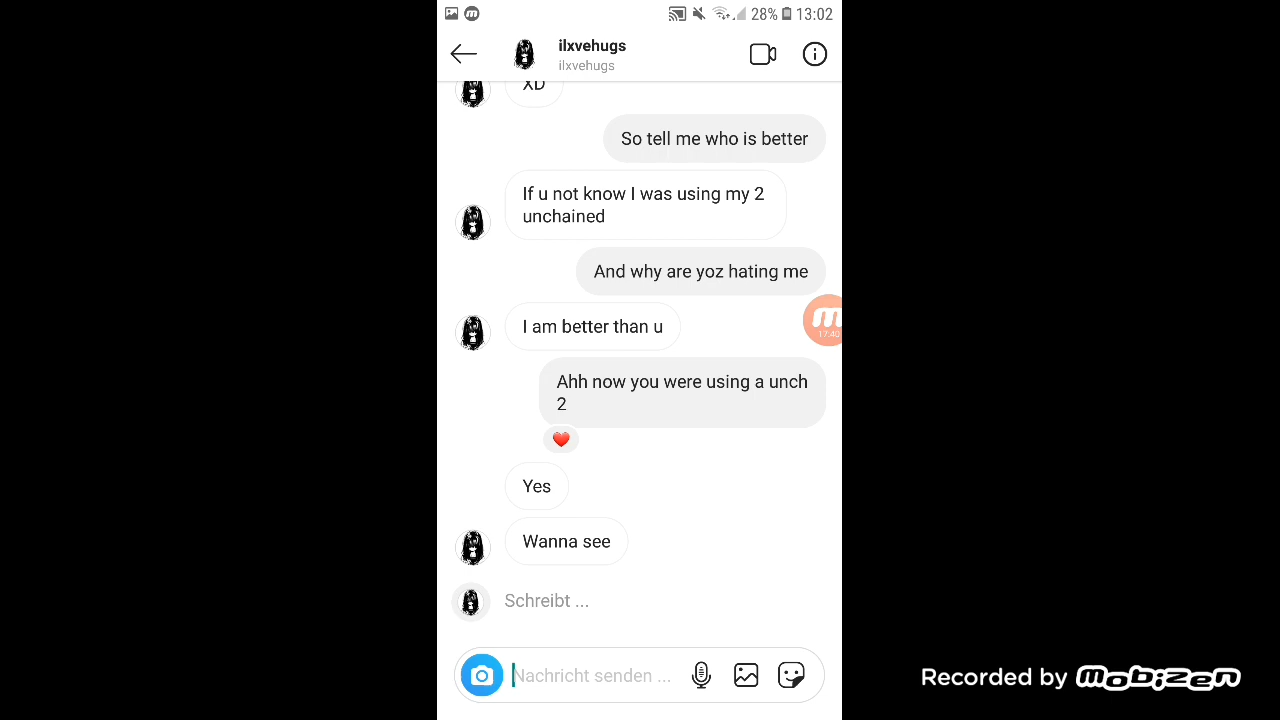 28% 13:02
ilxvehugs
ilxvehugs
XD
So tell me who is better
If u not know I was using my 2
unchained
And why are yoz hating me
I am better than u
17:40
Ahh now you were using a unch
2
Yes
Wanna see
Schreibt ...
Nachricht senden ...
Recorded by mobizen